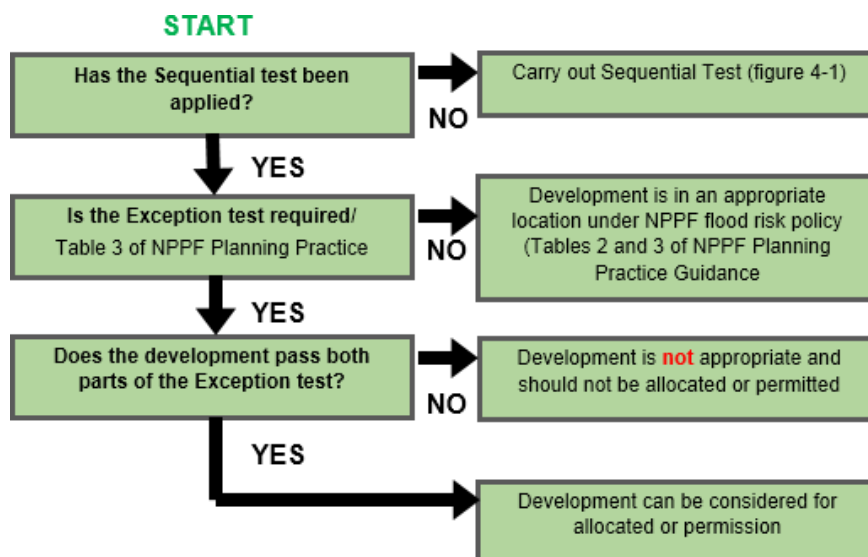 START
Has the Sequential test been
applied?
Carry out Sequential Test (figure 4-1)
NO
YES
Is the Exception test required/
Table 3 of NPPF Planning Practice
Development is in an appropriate
location under NPPF flood risk policy
(Tables 2 and 3 of NPPF Planning
Practice Guidance
NO
YES
Does the development pass both
parts of the Exception test?
Development is not appropriate and
should not be allocated or permitted
NO
YES
Development can be considered for
allocated or permission